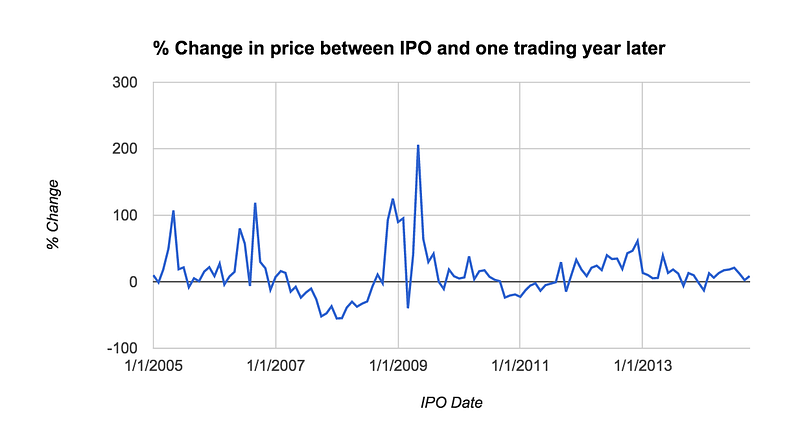 % Change in price between IPO and one trading year later
300
200
100
0
-100
% Change
1/1/2005 1/1/2007 1/1/2009 1/1/2011 1/1/2013
IPO Date